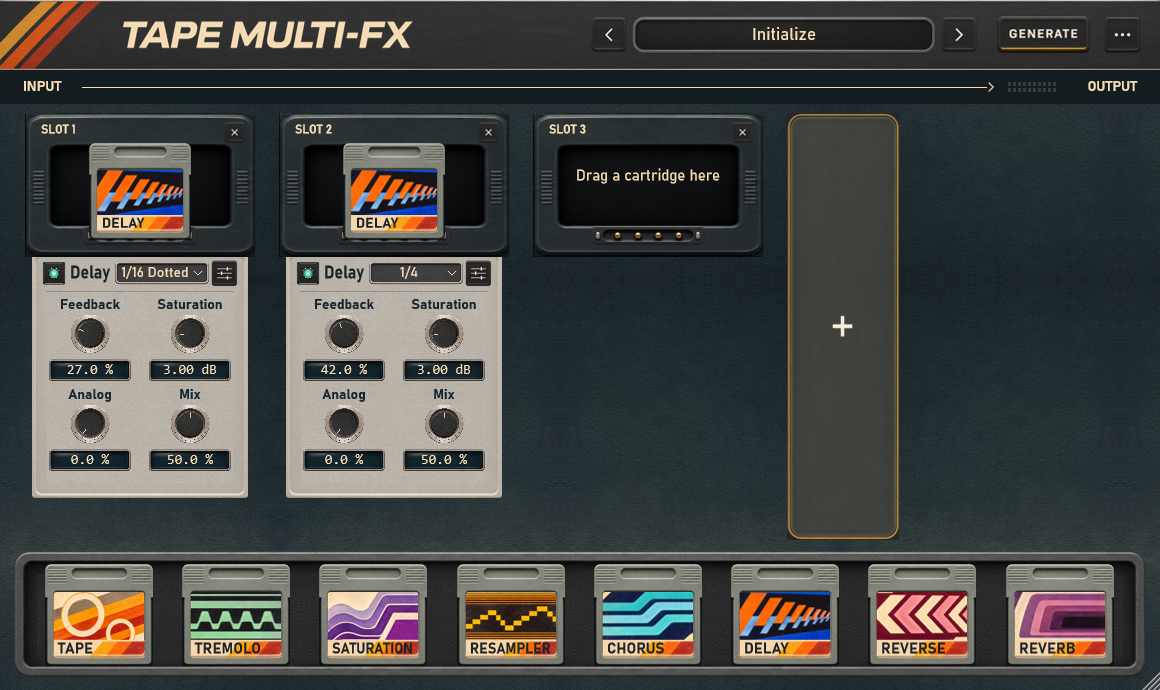 TAPE MULTI-FX
Initialize
GENERATE
INPUT
OUTPUT
SLOT 1
SLOT 2
SLOT 3
DELAY
DELAY
Drag a cartridge here
Delay 1/16 Dotted
Feedback Saturation
27.0 % 3.00 dB
Analog Mix
0.0 % 50.0 %
Delay 1/4
Feedback Saturation
42.0 % 3.00 dB
Analog Mix
0.0 % 50.0 %
TAPE
TREMOLO
SATURATION
RESAMPLER
CHORUS
DELAY
REVERSE
REVERB